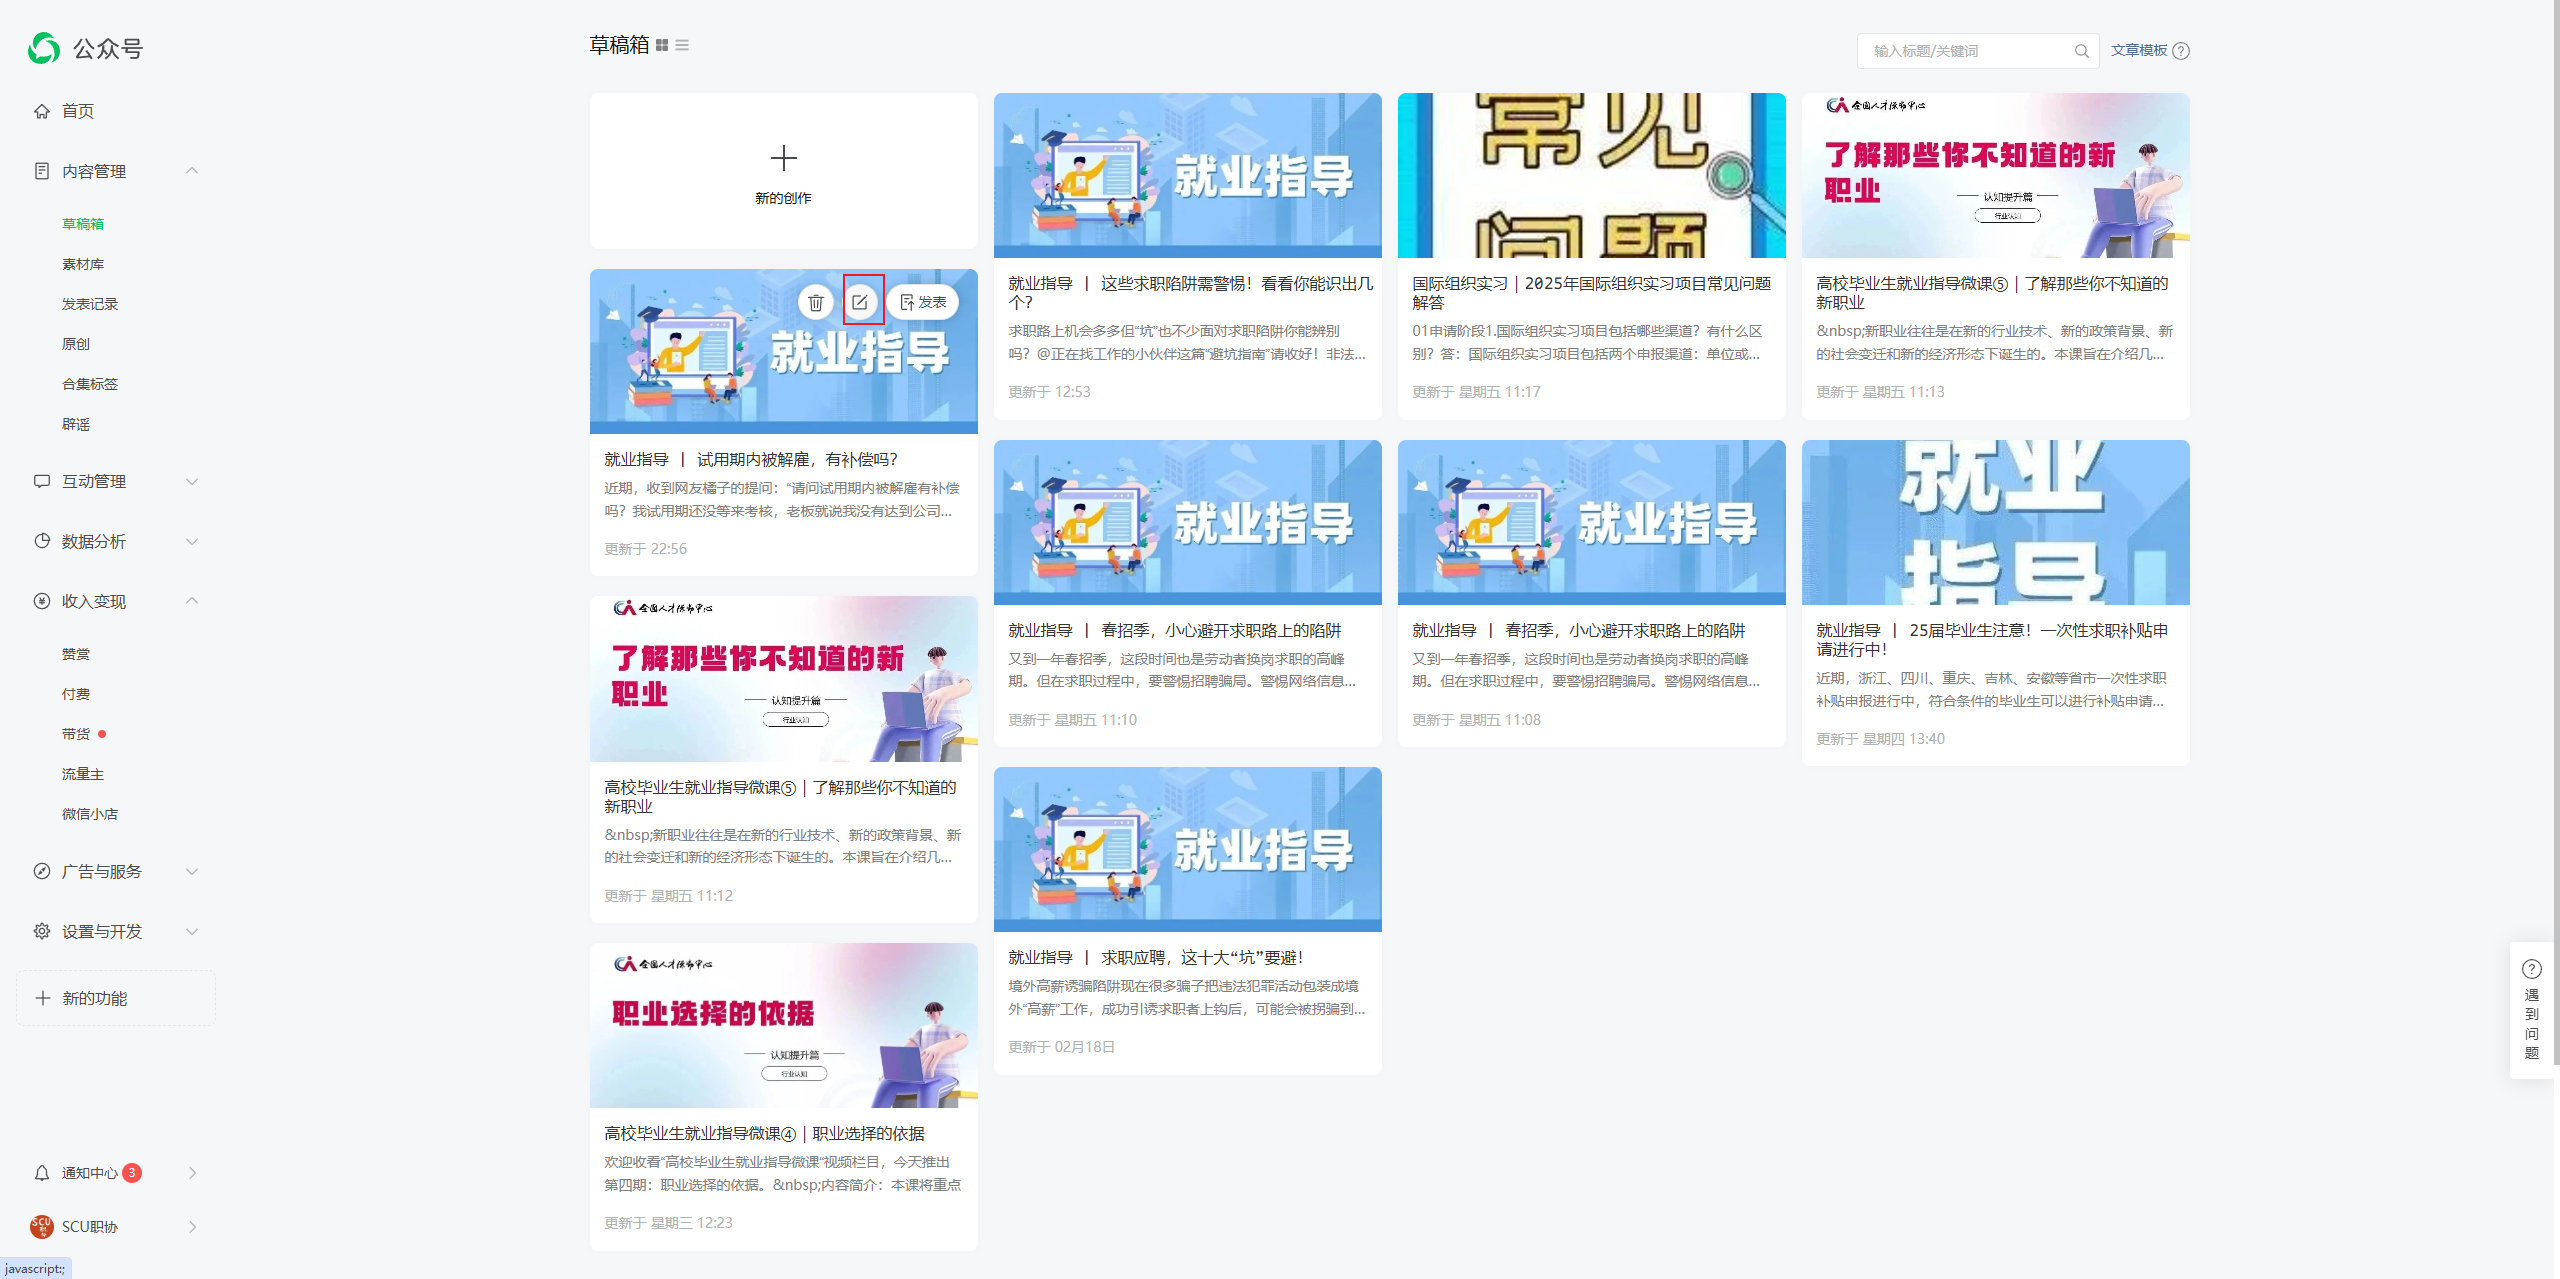 公众号
首页
内容管理
草稿箱
素材库
发表记录
原创
合集标签
辟谣
互动管理
数据分析
收入变现
赞赏
付费
带货
流量主
微信小店
广告与服务
设置与开发
新的功能
通知中心 3
SCU职协
javascript:;
草稿箱
输入标题/关键词
文章模板
新的创作
发表
就业指导
就业指导 | 试用期内被解雇，有补偿吗？
近期，收到网友橘子的提问：“请问试用期内被解雇有补偿
吗？我试用期还没等来考核，老板就说我没有达到公司...
更新于 22:56
全国人才服务中心
了解那些你不知道的新
职业
认知提升篇
行业认知
高校毕业生就业指导微课⑤｜了解那些你不知道的
新职业
&nbsp;新职业往往是在新的行业技术、新的政策背景、新
的社会变迁和新的经济形态下诞生的。本课旨在介绍几...
更新于 星期五 11:12
全国人才服务中心
职业选择的依据
认知提升篇
行业认知
高校毕业生就业指导微课④｜职业选择的依据
欢迎收看“高校毕业生就业指导微课”视频栏目，今天推出
第四期：职业选择的依据。&nbsp;内容简介：本课将重点
更新于 星期三 12:23
就业指导
就业指导 | 这些求职陷阱需警惕！看看你能识出几
个？
求职路上机会多多但“坑”也不少面对求职陷阱你能辨别
吗？@正在找工作的小伙伴这篇“避坑指南”请收好！非法...
更新于 12:53
就业指导
就业指导 | 春招季，小心避开求职路上的陷阱
又到一年春招季，这段时间也是劳动者换岗求职的高峰
期。但在求职过程中，要警惕招聘骗局。警惕网络信息...
更新于 星期五 11:10
就业指导
就业指导 | 求职应聘，这十大“坑”要避！
境外高薪诱骗陷阱现在很多骗子把违法犯罪活动包装成境
外“高薪”工作，成功引诱求职者上钩后，可能会被拐骗到...
更新于 02月18日
常见
问题
国际组织实习｜2025年国际组织实习项目常见问题
解答
01申请阶段1.国际组织实习项目包括哪些渠道？有什么区
别？答：国际组织实习项目包括两个申报渠道：单位或...
更新于 星期五 11:17
就业指导
就业指导 | 春招季，小心避开求职路上的陷阱
又到一年春招季，这段时间也是劳动者换岗求职的高峰
期。但在求职过程中，要警惕招聘骗局。警惕网络信息...
更新于 星期五 11:08
全国人才服务中心
了解那些你不知道的新
职业
认知提升篇
行业认知
高校毕业生就业指导微课⑤｜了解那些你不知道的
新职业
&nbsp;新职业往往是在新的行业技术、新的政策背景、新
的社会变迁和新的经济形态下诞生的。本课旨在介绍几...
更新于 星期五 11:13
就业
指导
就业指导 | 25届毕业生注意！一次性求职补贴申
请进行中！
近期，浙江、四川、重庆、吉林、安徽等省市一次性求职
补贴申报进行中，符合条件的毕业生可以进行补贴申请...
更新于 星期四 13:40
遇
到
问
题